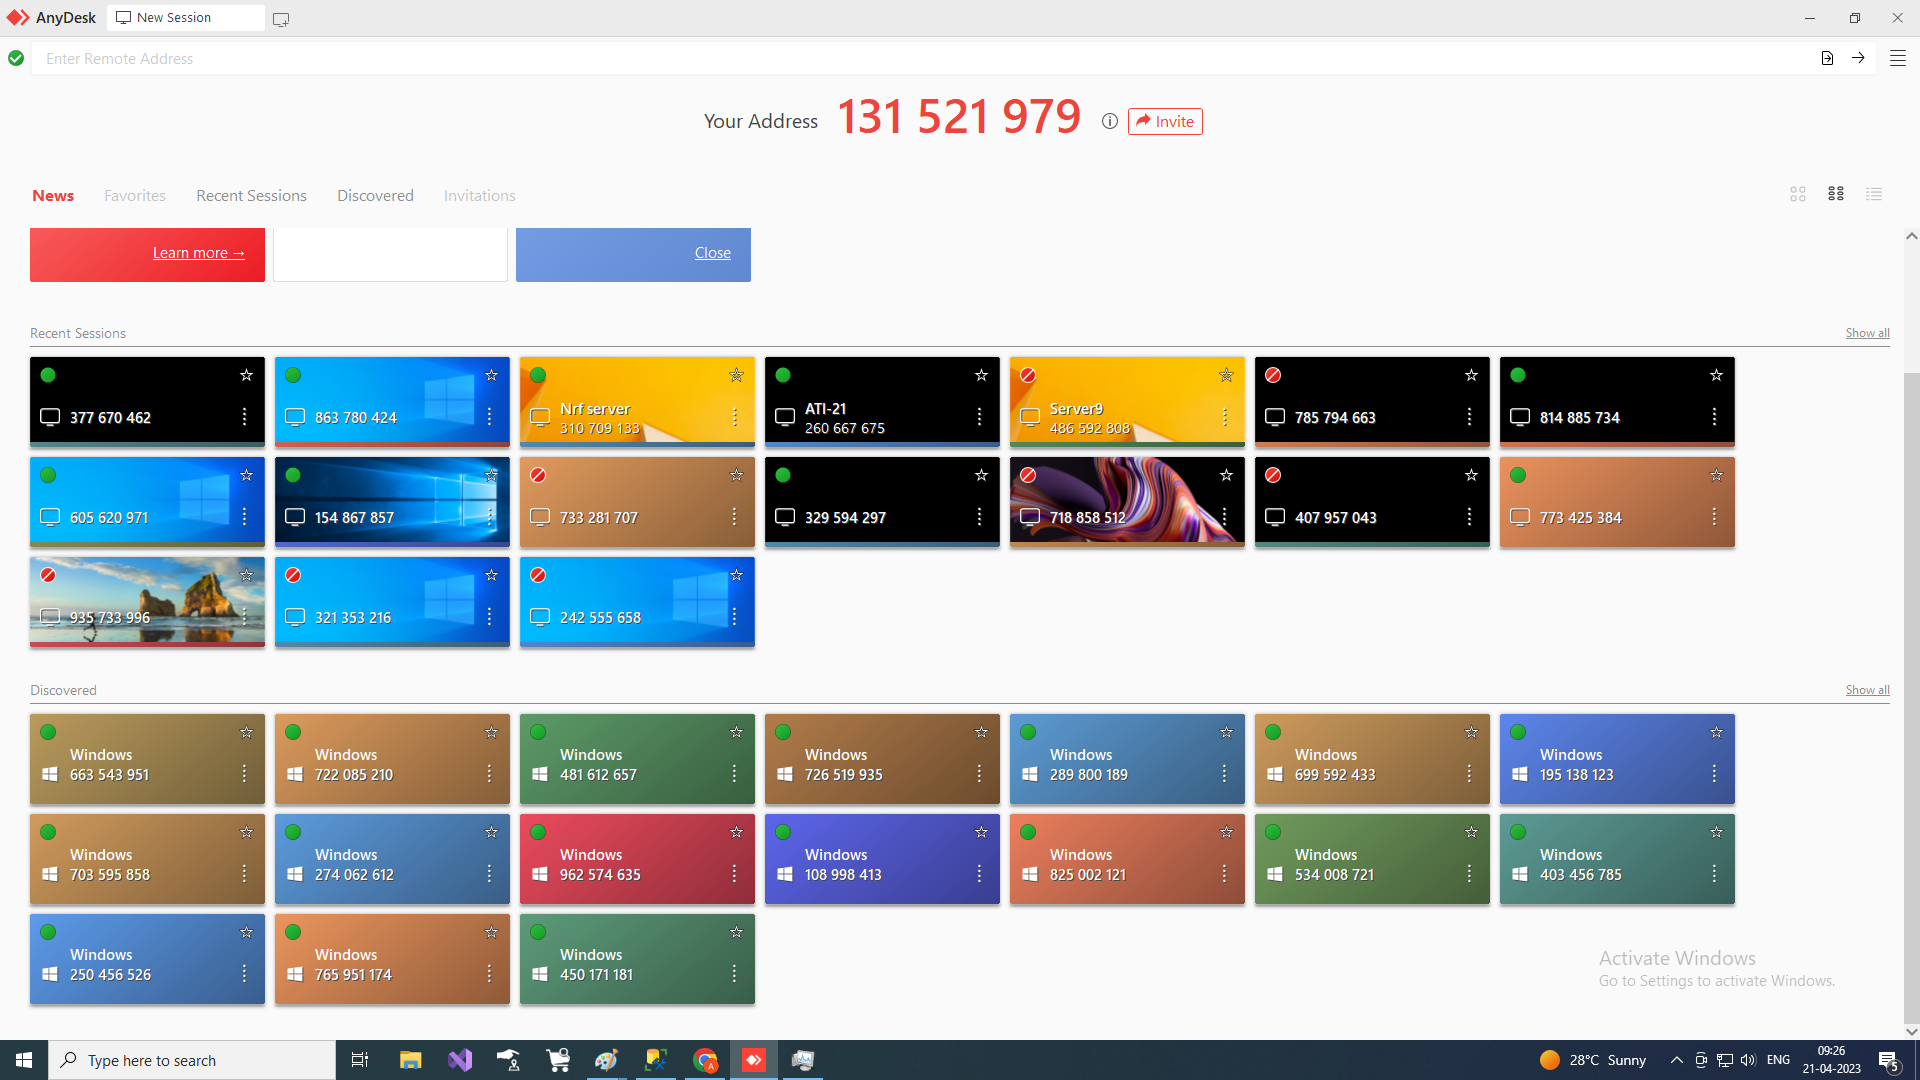 AnyDesk New Session
Enter Remote Address
Your Address 131 521 979 Invite
News Favorites Recent Sessions Discovered Invitations
Learn more → Close
Recent Sessions Show all
377 670 462
863 780 424
Nrf server
310 709 133
ATI-21
260 667 675
Server9
486 592 808
785 794 663
814 885 734
605 620 971
154 867 857
733 281 707
329 594 297
718 858 512
407 957 043
773 425 384
935 733 996
321 353 216
242 555 658
Discovered Show all
Windows
663 543 951
Windows
722 085 210
Windows
481 612 657
Windows
726 519 935
Windows
289 800 189
Windows
699 592 433
Windows
195 138 123
Windows
703 595 858
Windows
274 062 612
Windows
962 574 635
Windows
108 998 413
Windows
825 002 121
Windows
534 008 721
Windows
403 456 785
Windows
250 456 526
Windows
765 951 174
Windows
450 171 181
Activate Windows
Go to Settings to activate Windows.
Type here to search
A
28°C Sunny
ENG
09:26
21-04-2023
5